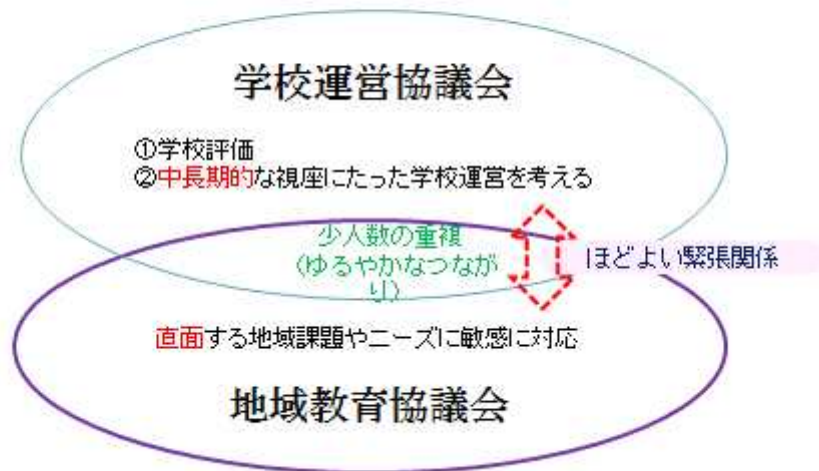 学校運営協議会
①学校評価
②中長期的な視座にたった学校運営を考える
少人数の重複
(ゆるやかなつなが
り)
ほどよい緊張関係
直面する地域課題やニーズに敏感に対応
地域教育協議会